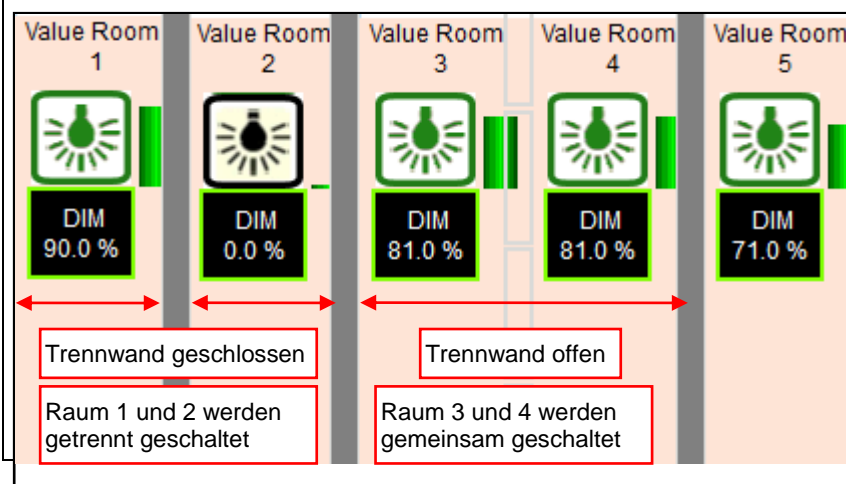 Value Room
1
Value Room
2
Value Room
3
Value Room
4
Value Room
5
DIM
90.0 %
DIM
0.0 %
DIM
81.0 %
DIM
81.0 %
DIM
71.0 %
Trennwand geschlossen
Trennwand offen
Raum 1 und 2 werden
getrennt geschaltet
Raum 3 und 4 werden
gemeinsam geschaltet